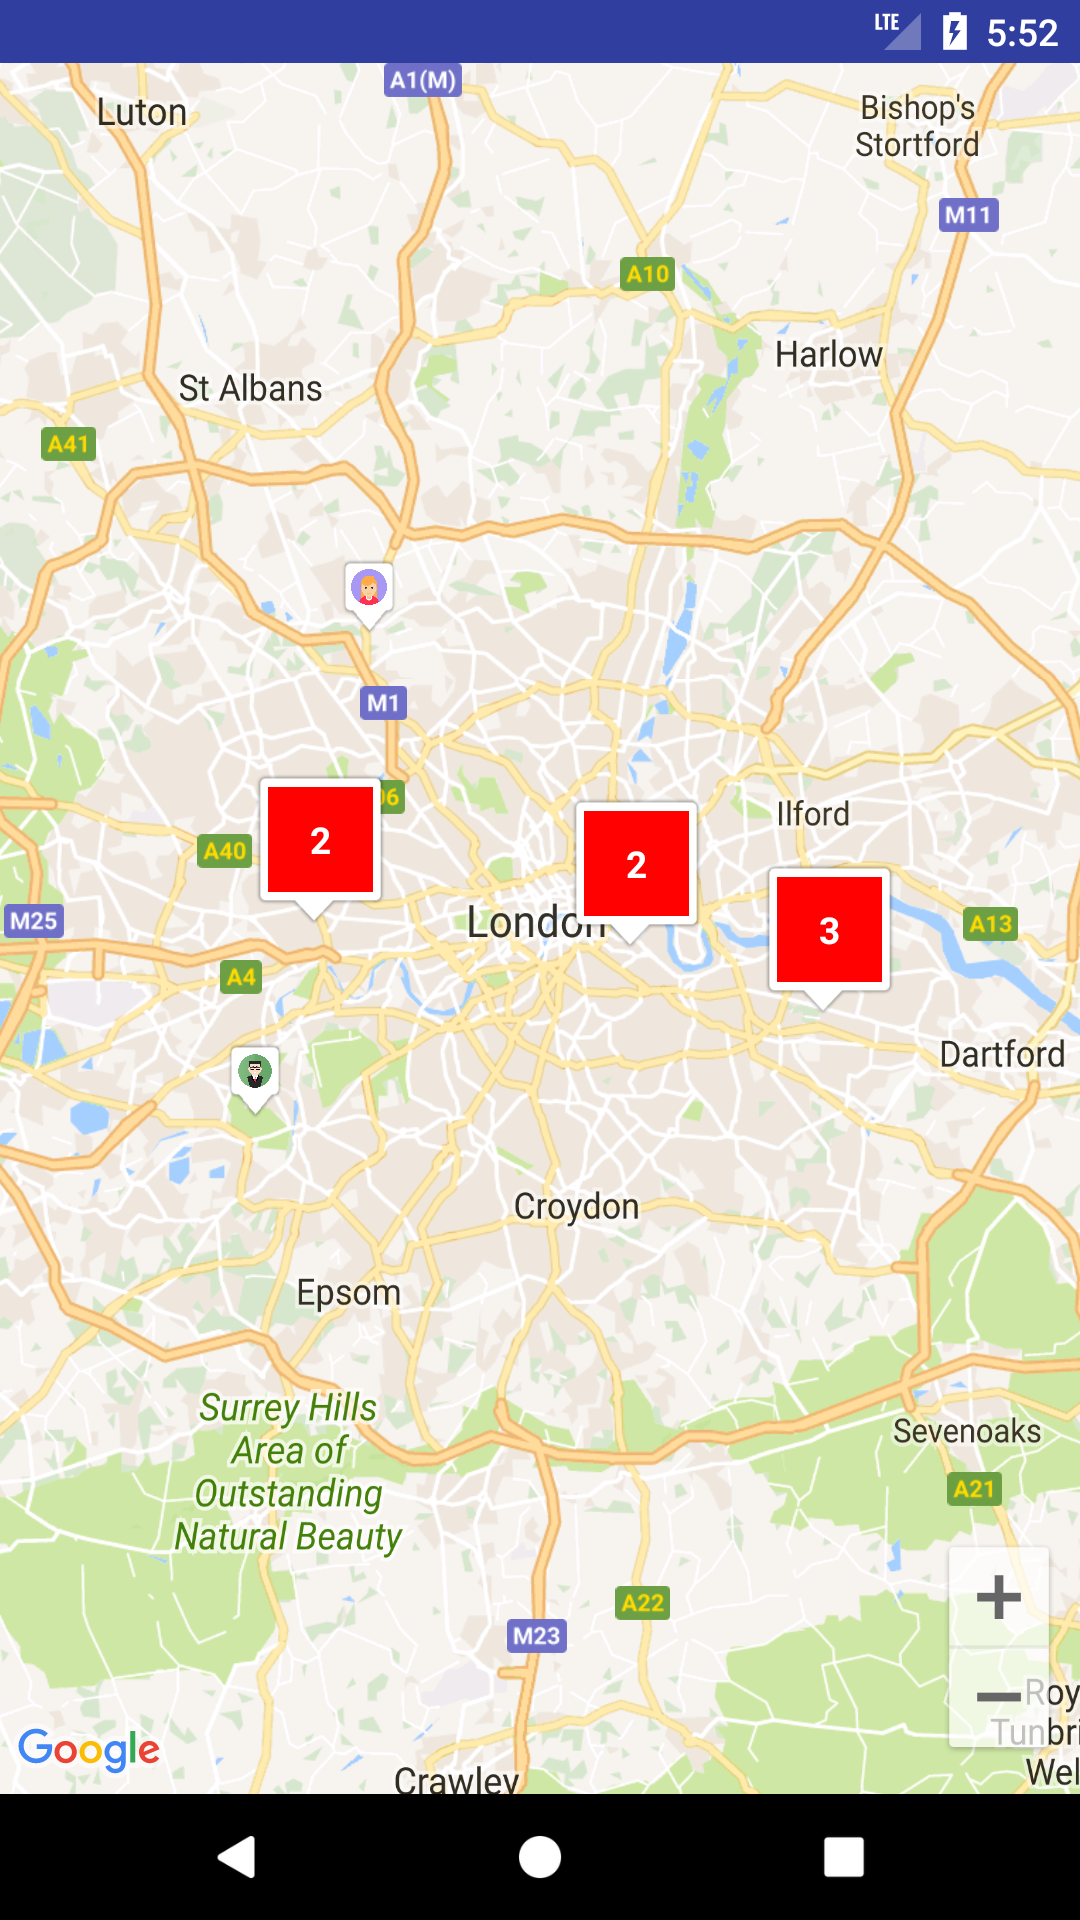 LTE 5:52
A1(M)
Luton
Bishop's
Stortford
M11
A10
Harlow
St Albans
A41
M1
06
2
Ilford
A40
2
3
M25
London
A13
A4
Dartford
Croydon
Epsom
Surrey Hills
Area of
Outstanding
Natural Beauty
Sevenoaks
A21
+
A22
M23
Roy
Tunbri
Wel
Google
Crawley